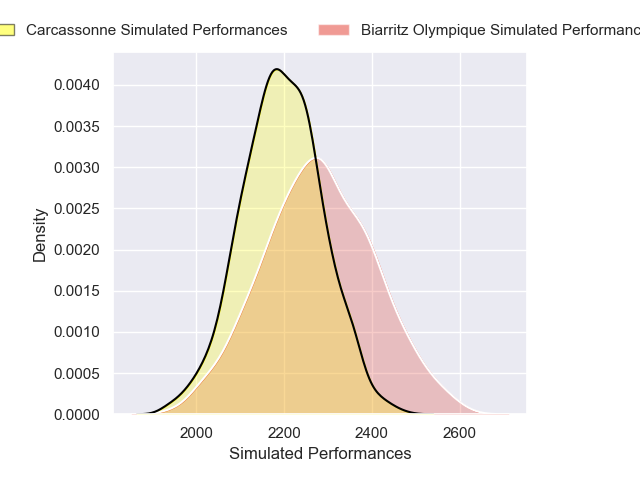 Carcassonne Simulated Performances
Biarritz Olympique Simulated Performanc
0.0040
0.0035
0.0030
0.0025
0.0020
0.0015
0.0010
0.0005
0.0000
Density
2000 2200 2400 2600
Simulated Performances